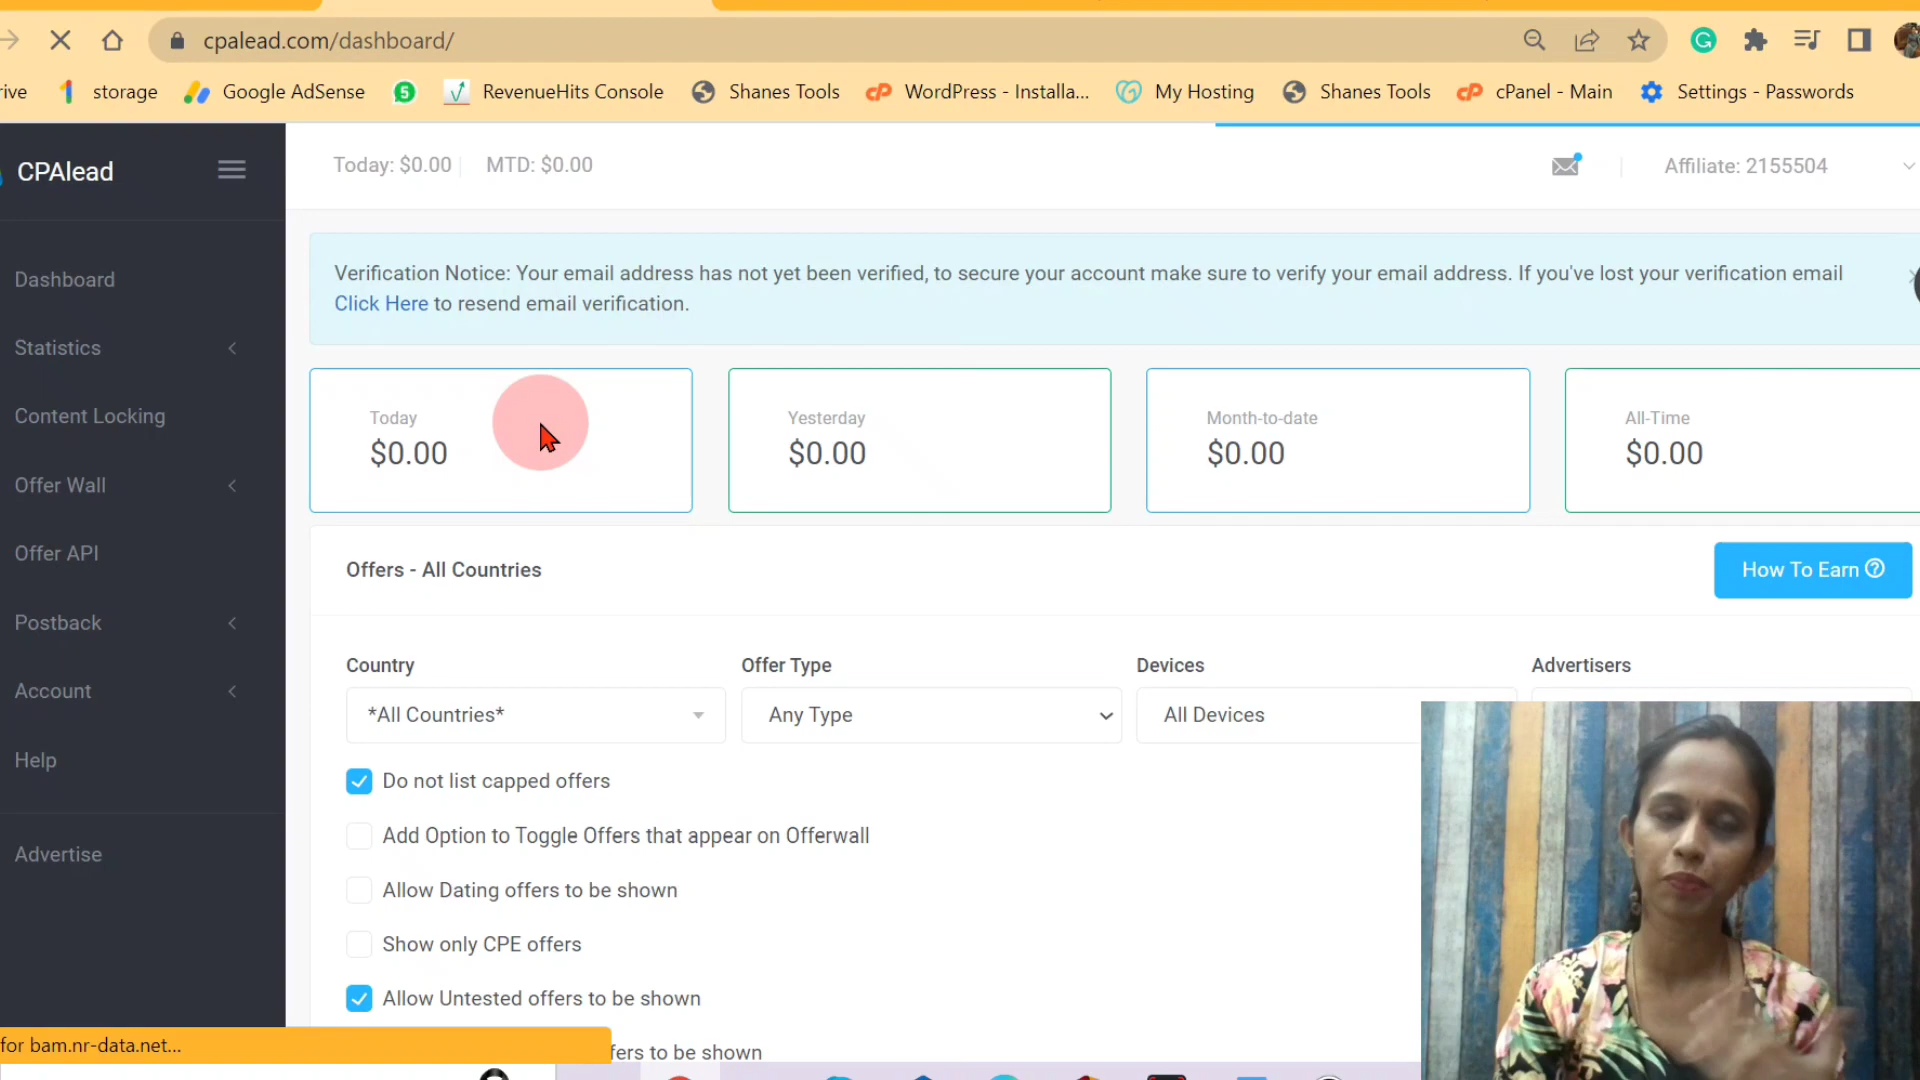 cpalead.com/dashboard/
rive storage Google AdSense 5 RevenueHits Console Shanes Tools cP WordPress - Installa... My Hosting Shanes Tools cP cPanel - Main Settings - Passwords
CPAlead
Today: $0.00 MTD: $0.00 Affiliate: 2155504
Verification Notice: Your email address has not yet been verified, to secure your account make sure to verify your email address. If you've lost your verification email
Click Here to resend email verification.
Dashboard
Statistics
Content Locking
Offer Wall
Offer API
Postback
Account
Help
Advertise
Today
$0.00
Yesterday
$0.00
Month-to-date
$0.00
All-Time
$0.00
Offers - All Countries
How To Earn ?
Country
*All Countries*
Offer Type
Any Type
Devices
All Devices
Advertisers
Do not list capped offers
Add Option to Toggle Offers that appear on Offerwall
Allow Dating offers to be shown
Show only CPE offers
Allow Untested offers to be shown
fers to be shown
for bam.nr-data.net...